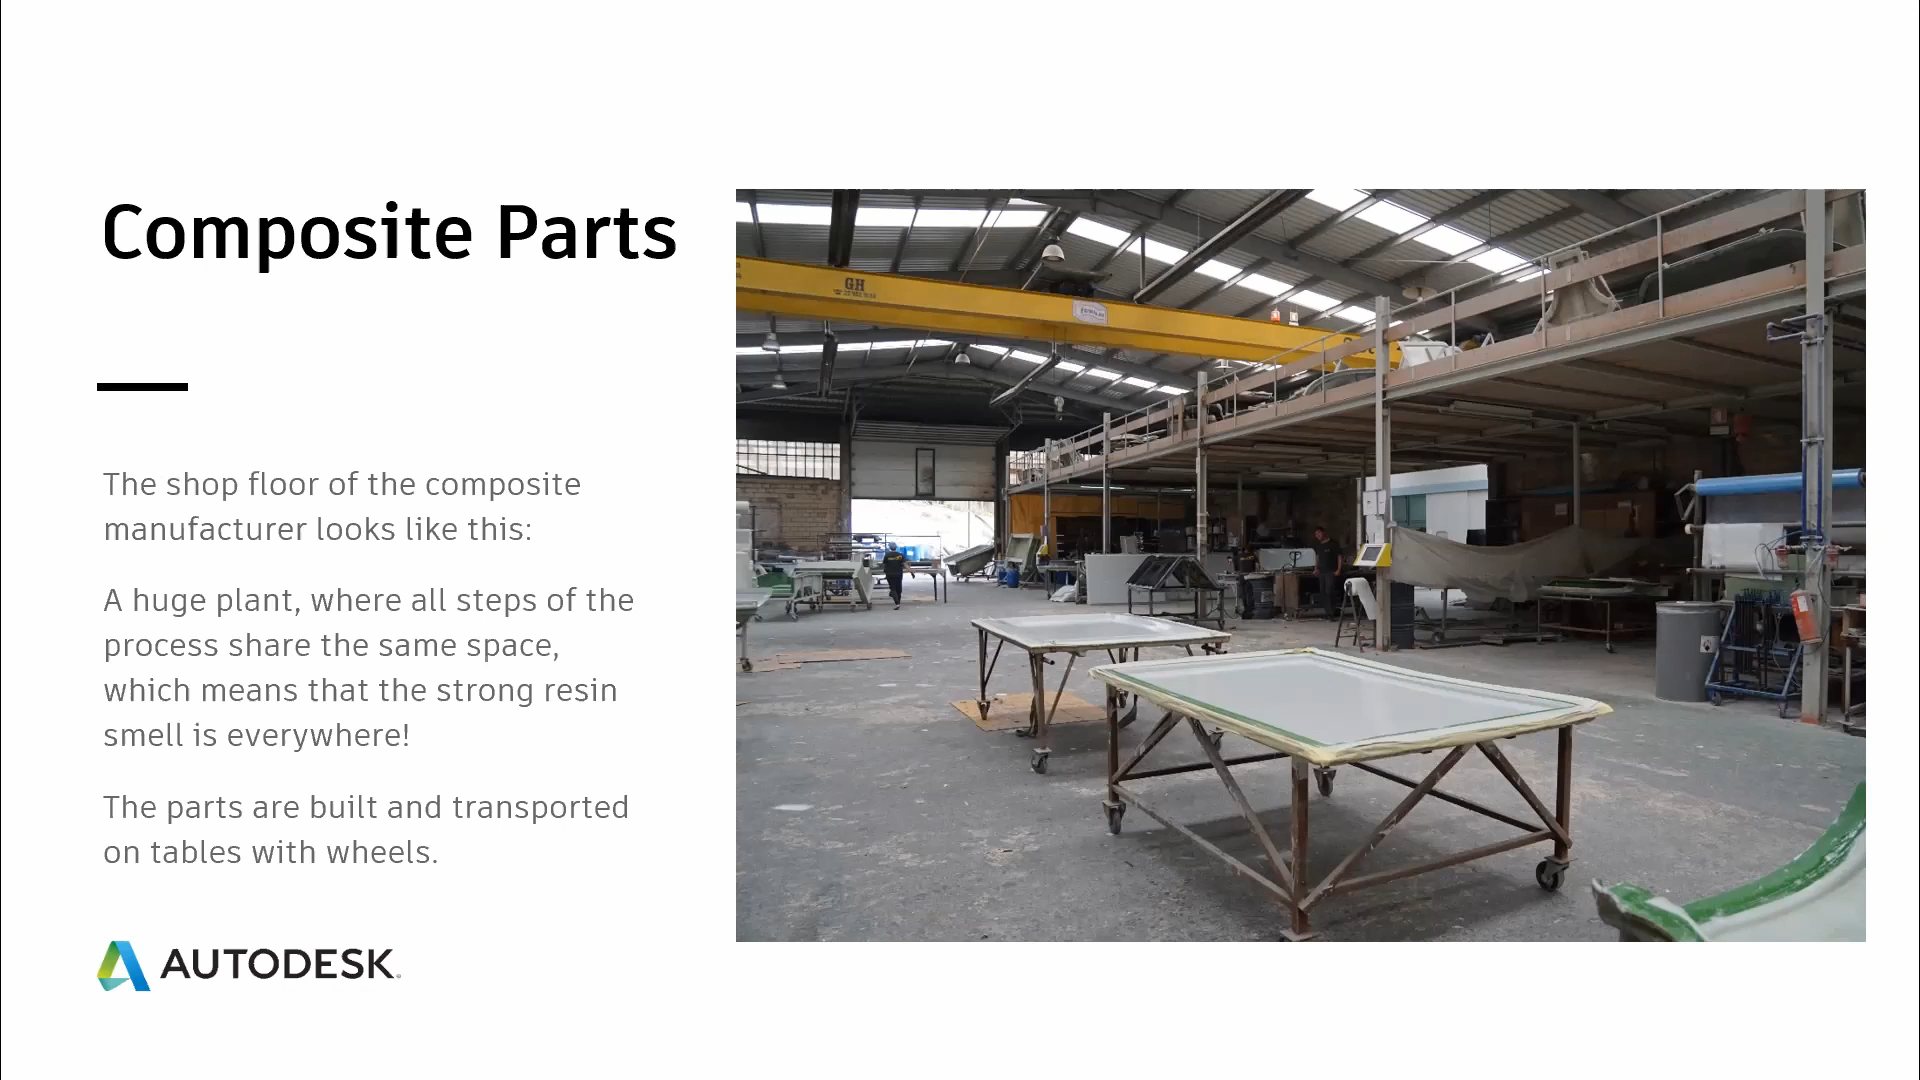 Composite Parts
The shop floor of the composite
manufacturer looks like this:
A huge plant, where all steps of the
process share the same space,
which means that the strong resin
smell is everywhere!
The parts are built and transported
on tables with wheels.
AUTODESK
GH